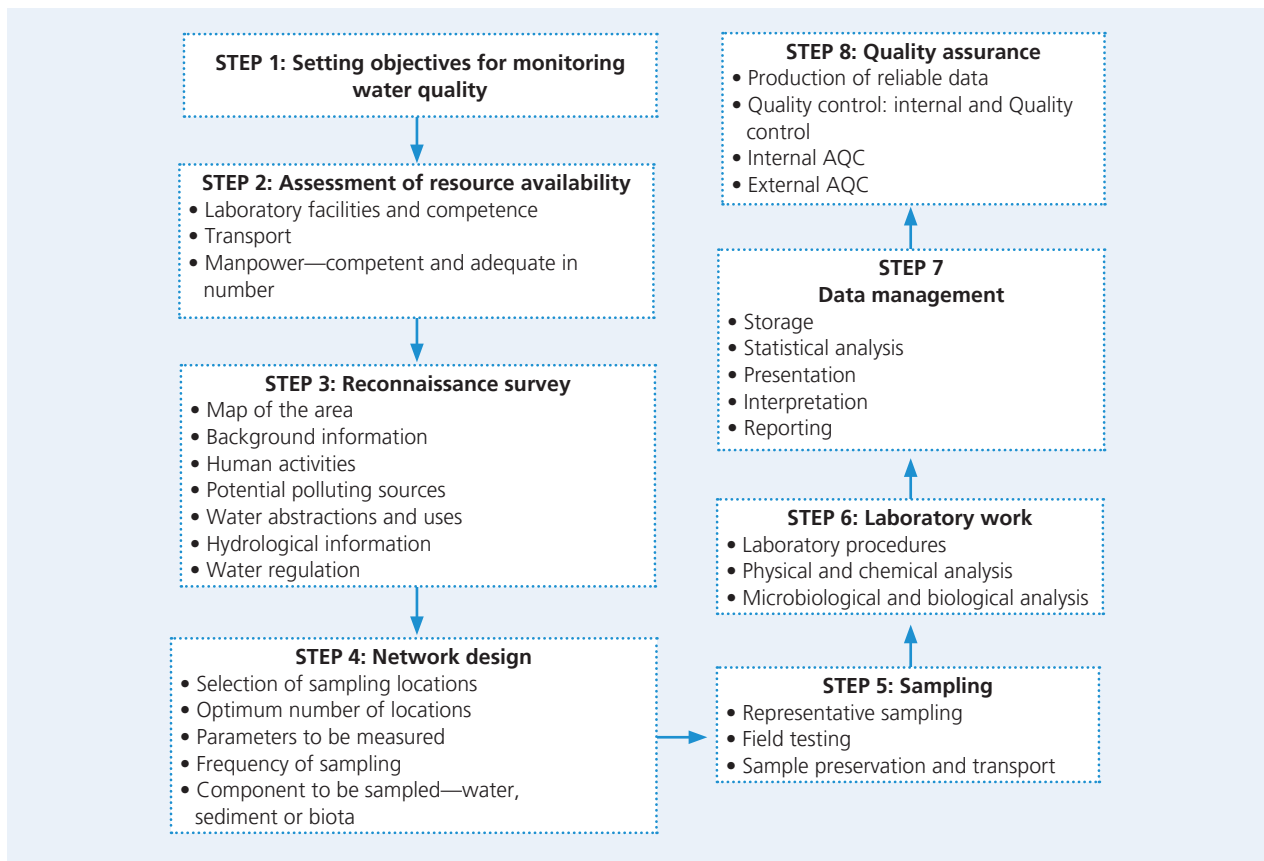 STEP 1: Setting objectives for monitoring
water quality
STEP 2: Assessment of resource availability
• Laboratory facilities and competence
• Transport
• Manpower—competent and adequate in
number
STEP 3: Reconnaissance survey
• Map of the area
• Background information
• Human activities
• Potential polluting sources
• Water abstractions and uses
• Hydrological information
• Water regulation
STEP 4: Network design
• Selection of sampling locations
• Optimum number of locations
• Parameters to be measured
• Frequency of sampling
• Component to be sampled—water,
sediment or biota
STEP 5: Sampling
• Representative sampling
• Field testing
• Sample preservation and transport
STEP 6: Laboratory work
• Laboratory procedures
• Physical and chemical analysis
• Microbiological and biological analysis
STEP 7
Data management
• Storage
• Statistical analysis
• Presentation
• Interpretation
• Reporting
STEP 8: Quality assurance
• Production of reliable data
• Quality control: internal and Quality
control
• Internal AQC
• External AQC